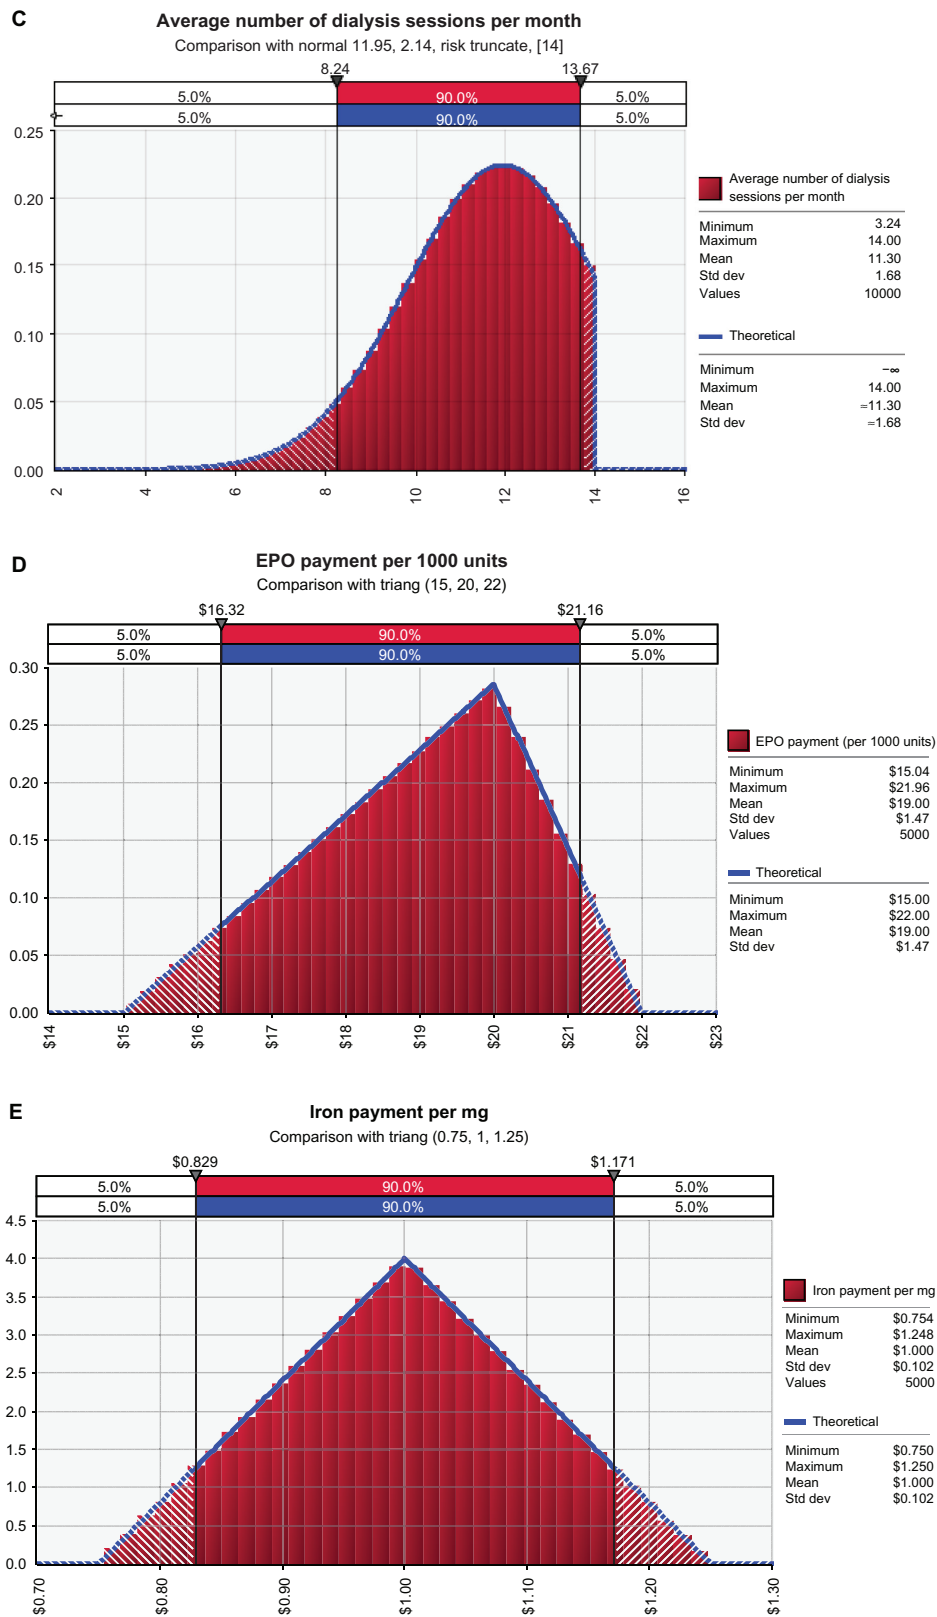 C
Average number of dialysis sessions per month
Comparison with normal 11.95, 2.14, risk truncate, [14]
8.24 13.67
5.0% 90.0% 5.0%
5.0% 90.0% 5.0%
0.25
0.20
0.15
0.10
0.05
0.00
2 4 6 8 10 12 14 16
Average number of dialysis
sessions per month
Minimum 3.24
Maximum 14.00
Mean 11.30
Std dev 1.68
Values 10000
Theoretical
Minimum −∞
Maximum 14.00
Mean ≈11.30
Std dev ≈1.68
D
EPO payment per 1000 units
Comparison with triang (15, 20, 22)
$16.32 $21.16
5.0% 90.0% 5.0%
5.0% 90.0% 5.0%
0.30
0.25
0.20
0.15
0.10
0.05
0.00
$14 $15 $16 $17 $18 $19 $20 $21 $22 $23
EPO payment (per 1000 units)
Minimum $15.04
Maximum $21.96
Mean $19.00
Std dev $1.47
Values 5000
Theoretical
Minimum $15.00
Maximum $22.00
Mean $19.00
Std dev $1.47
E
Iron payment per mg
Comparison with triang (0.75, 1, 1.25)
$0.829 $1.171
5.0% 90.0% 5.0%
5.0% 90.0% 5.0%
4.5
4.0
3.5
3.0
2.5
2.0
1.5
1.0
0.5
0.0
$0.70 $0.80 $0.90 $1.00 $1.10 $1.20 $1.30
Iron payment per mg
Minimum $0.754
Maximum $1.248
Mean $1.000
Std dev $0.102
Values 5000
Theoretical
Minimum $0.750
Maximum $1.250
Mean $1.000
Std dev $0.102